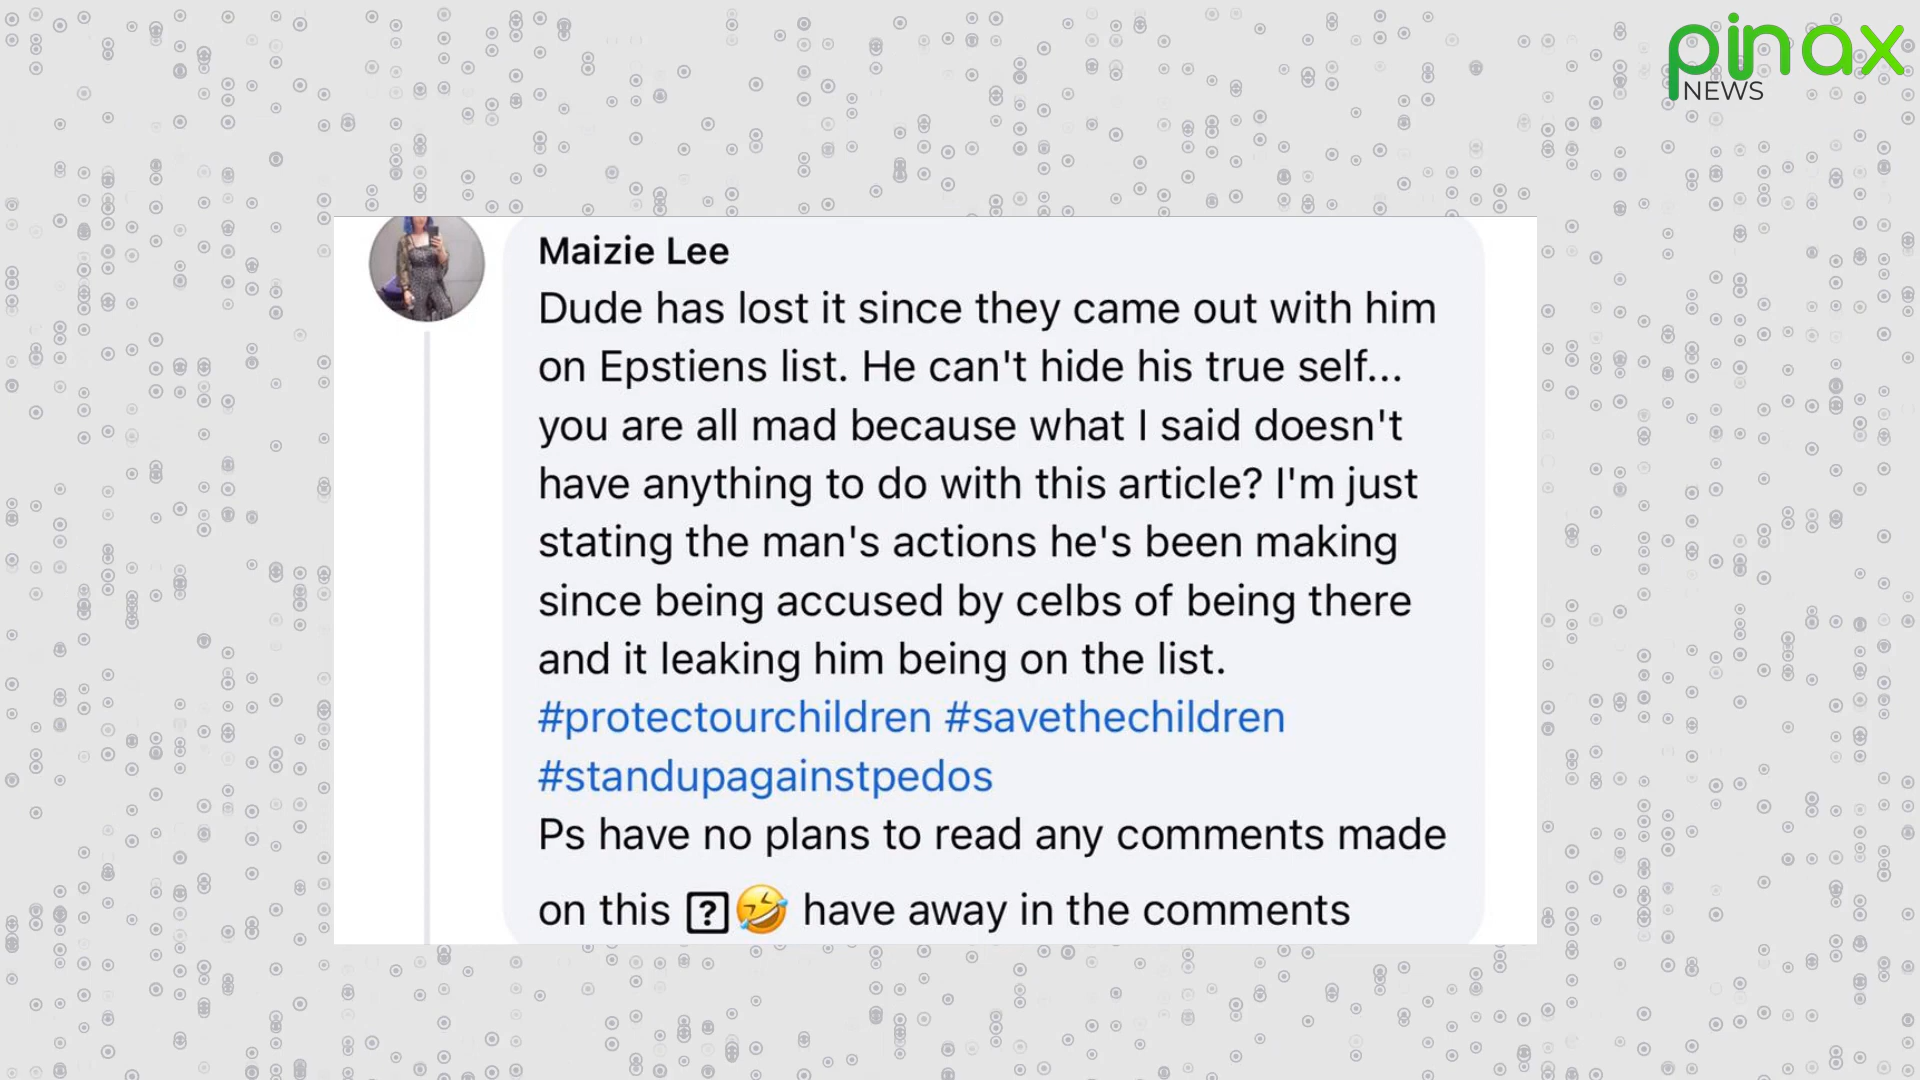 pinax
NEWS
Maizie Lee
Dude has lost it since they came out with him
on Epstiens list. He can't hide his true self...
you are all mad because what I said doesn't
have anything to do with this article? I'm just
stating the man's actions he's been making
since being accused by celbs of being there
and it leaking him being on the list.
#protectourchildren #savethechildren
#standupagainstpedos
Ps have no plans to read any comments made
on this ⍰🤣 have away in the comments